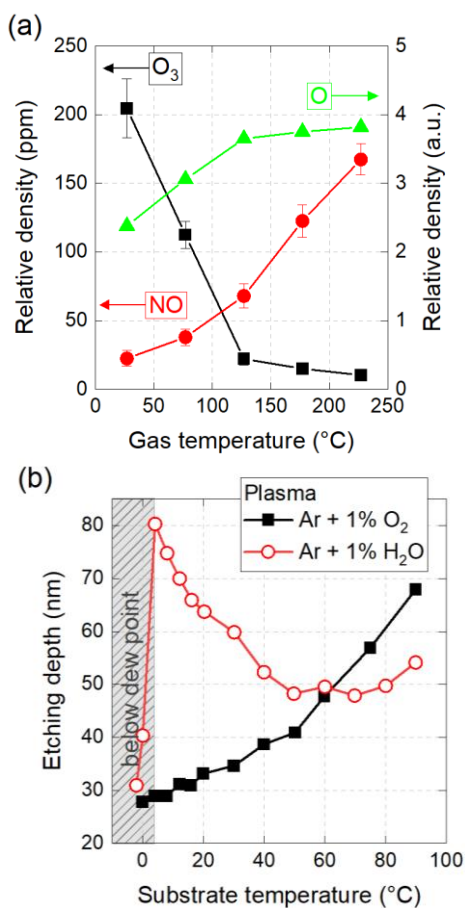 (a)
250
200
150
100
50
0
Relative density (ppm)
O₃
O
NO
5
4
3
2
1
0
Relative density (a.u.)
0 50 100 150 200 250
Gas temperature (°C)
(b)
Plasma
Ar + 1% O₂
Ar + 1% H₂O
80
70
60
50
40
30
20
Etching depth (nm)
below dew point
0 20 40 60 80 100
Substrate temperature (°C)